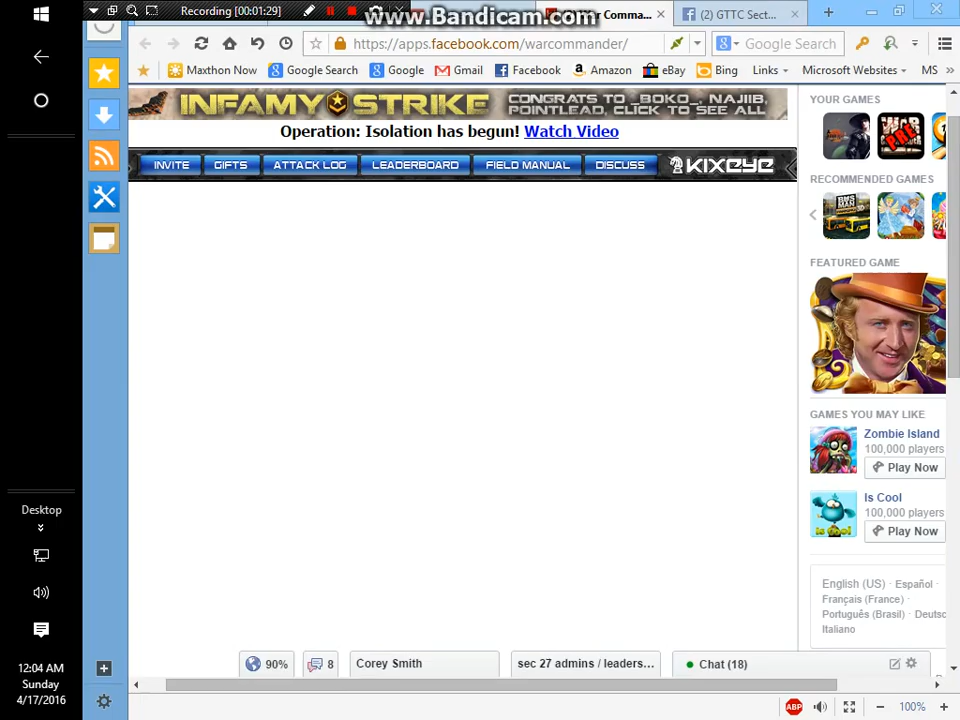 Recording [00:01:29]
www.Bandicam.com
Comma...
(2) GTTC Sect...
https://apps.facebook.com/warcommander/
Google Search
Maxthon Now
Google Search
Google
Gmail
Facebook
Amazon
eBay
Bing
Links
Microsoft Websites
MS
INFAMY STRIKE
CONGRATS TO _BOKO_, NAJIIB,
POINTLEAD, CLICK TO SEE ALL
Operation: Isolation has begun! Watch Video
INVITE
GIFTS
ATTACK LOG
LEADERBOARD
FIELD MANUAL
DISCUSS
KIXEYE
YOUR GAMES
PRE
RECOMMENDED GAMES
FEATURED GAME
GAMES YOU MAY LIKE
Zombie Island
100,000 players
Play Now
Is Cool
100,000 players
Play Now
English (US) · Español ·
Français (France) ·
Português (Brasil) · Deutsc
Italiano
90%
8
Corey Smith
sec 27 admins / leaders...
Chat (18)
ABP
100%
Desktop
12:04 AM
Sunday
4/17/2016